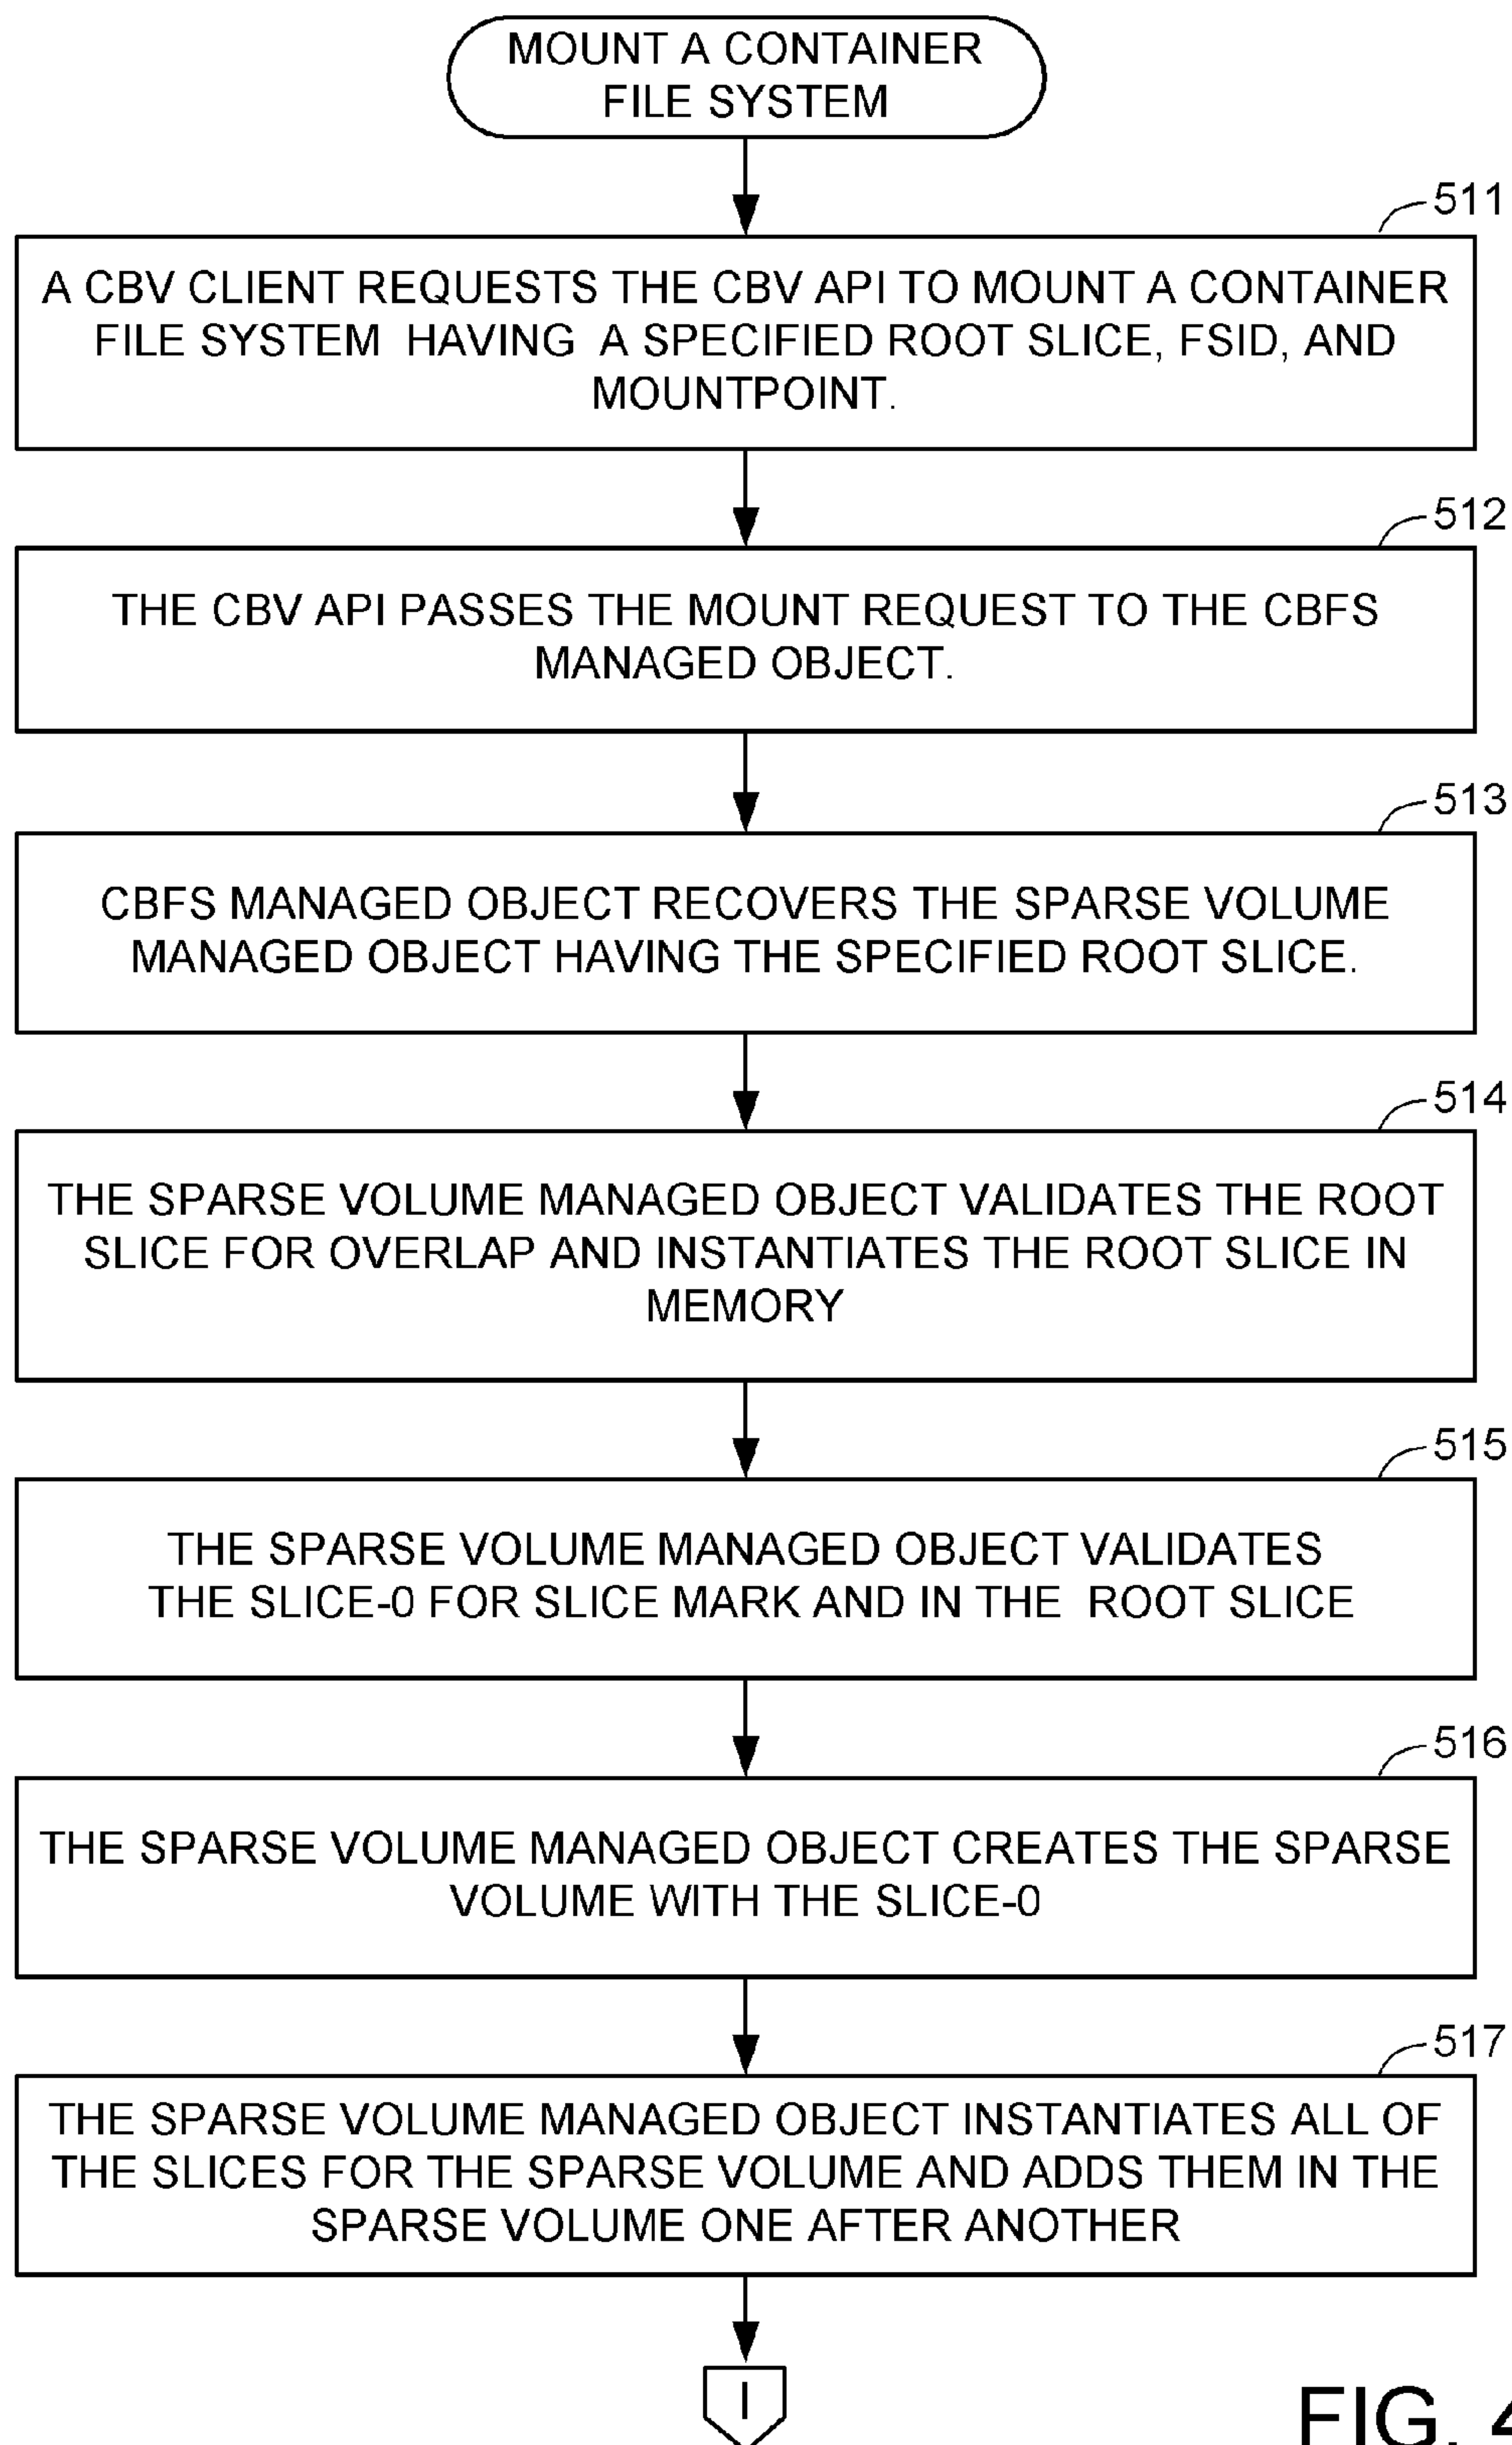 MOUNT A CONTAINER
FILE SYSTEM
511
A CBV CLIENT REQUESTS THE CBV API TO MOUNT A CONTAINER
FILE SYSTEM HAVING A SPECIFIED ROOT SLICE, FSID, AND
MOUNTPOINT.
512
THE CBV API PASSES THE MOUNT REQUEST TO THE CBFS
MANAGED OBJECT.
513
CBFS MANAGED OBJECT RECOVERS THE SPARSE VOLUME
MANAGED OBJECT HAVING THE SPECIFIED ROOT SLICE.
514
THE SPARSE VOLUME MANAGED OBJECT VALIDATES THE ROOT
SLICE FOR OVERLAP AND INSTANTIATES THE ROOT SLICE IN
MEMORY
515
THE SPARSE VOLUME MANAGED OBJECT VALIDATES
THE SLICE-0 FOR SLICE MARK AND IN THE ROOT SLICE
516
THE SPARSE VOLUME MANAGED OBJECT CREATES THE SPARSE
VOLUME WITH THE SLICE-0
517
THE SPARSE VOLUME MANAGED OBJECT INSTANTIATES ALL OF
THE SLICES FOR THE SPARSE VOLUME AND ADDS THEM IN THE
SPARSE VOLUME ONE AFTER ANOTHER
I
FIG.